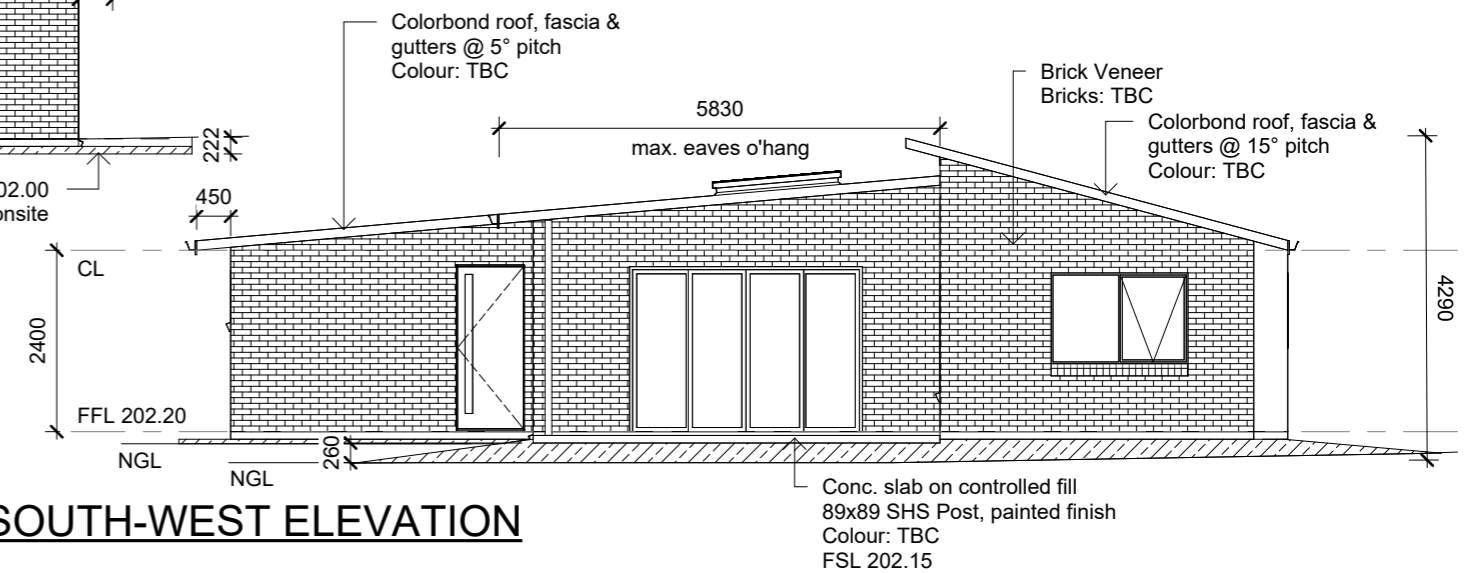 Colorbond roof, fascia &
gutters @ 5° pitch
Colour: TBC
Brick Veneer
Bricks: TBC
5830
max. eaves o'hang
Colorbond roof, fascia &
gutters @ 15° pitch
Colour: TBC
222
02.00
onsite
450
CL
2400
4290
FFL 202.20
260
NGL
NGL
Conc. slab on controlled fill
89x89 SHS Post, painted finish
Colour: TBC
FSL 202.15
SOUTH-WEST ELEVATION